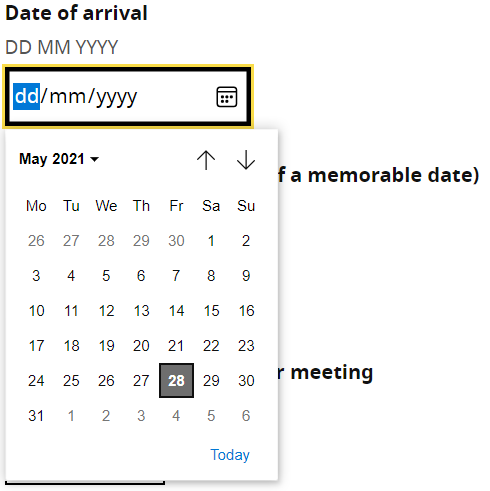 Date of arrival
DD MM YYYY
dd/mm/yyyy
May 2021
f a memorable date)
Mo Tu We Th Fr Sa Su
26 27 28 29 30 1 2
3 4 5 6 7 8 9
10 11 12 13 14 15 16
17 18 19 20 21 22 23
24 25 26 27 28 29 30
r meeting
31 1 2 3 4 5 6
Today